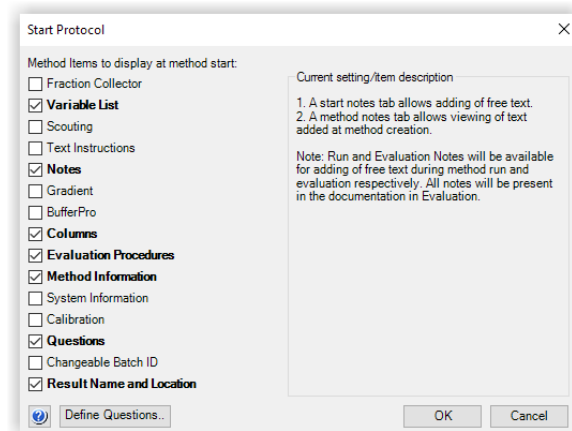 Start Protocol
Method Items to display at method start:
Fraction Collector
Variable List
Scouting
Text Instructions
Notes
Gradient
BufferPro
Columns
Evaluation Procedures
Method Information
System Information
Calibration
Questions
Changeable Batch ID
Result Name and Location
Define Questions..
Current setting/item description
1. A start notes tab allows adding of free text.
2. A method notes tab allows viewing of text
added at method creation.
Note: Run and Evaluation Notes will be available
for adding of free text during method run and
evaluation respectively. All notes will be present
in the documentation in Evaluation.
OK
Cancel